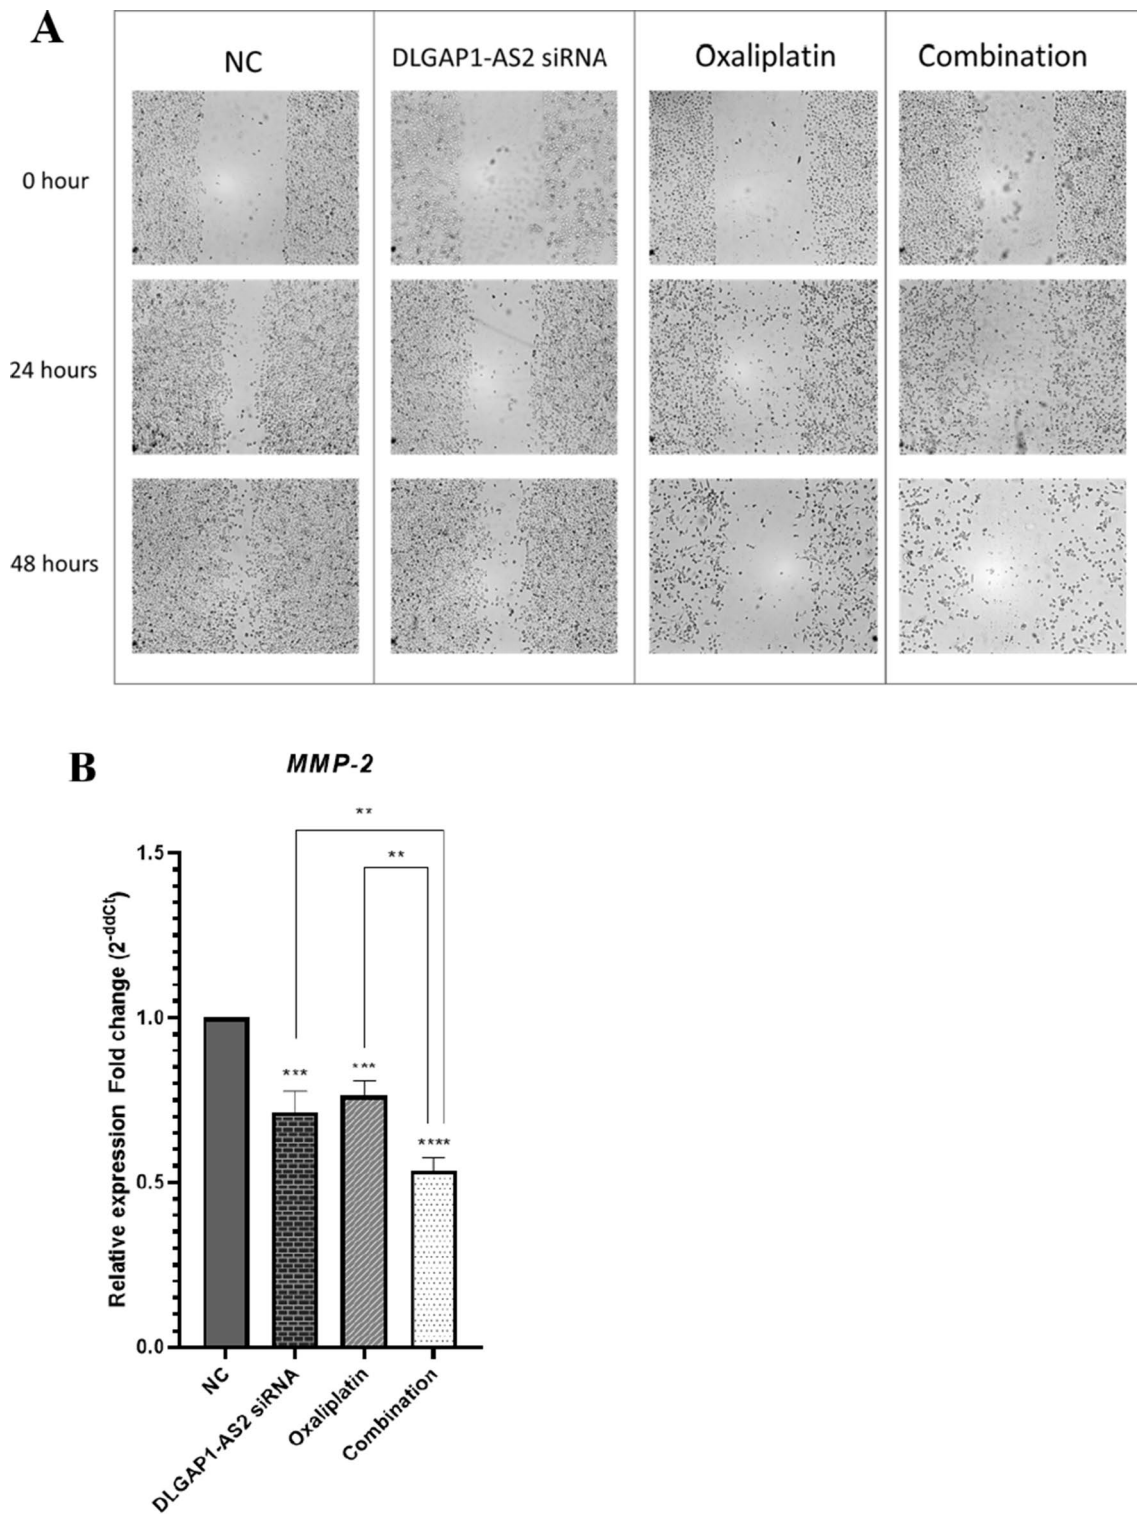 A
NC
DLGAP1-AS2 siRNA
Oxaliplatin
Combination
0 hour
24 hours
48 hours
B
MMP-2
**
**
1.5
1.0
0.5
0.0
Relative expression Fold change (2-ddCt)
***
***
****
NC
DLGAP1-AS2 siRNA
Oxaliplatin
Combination